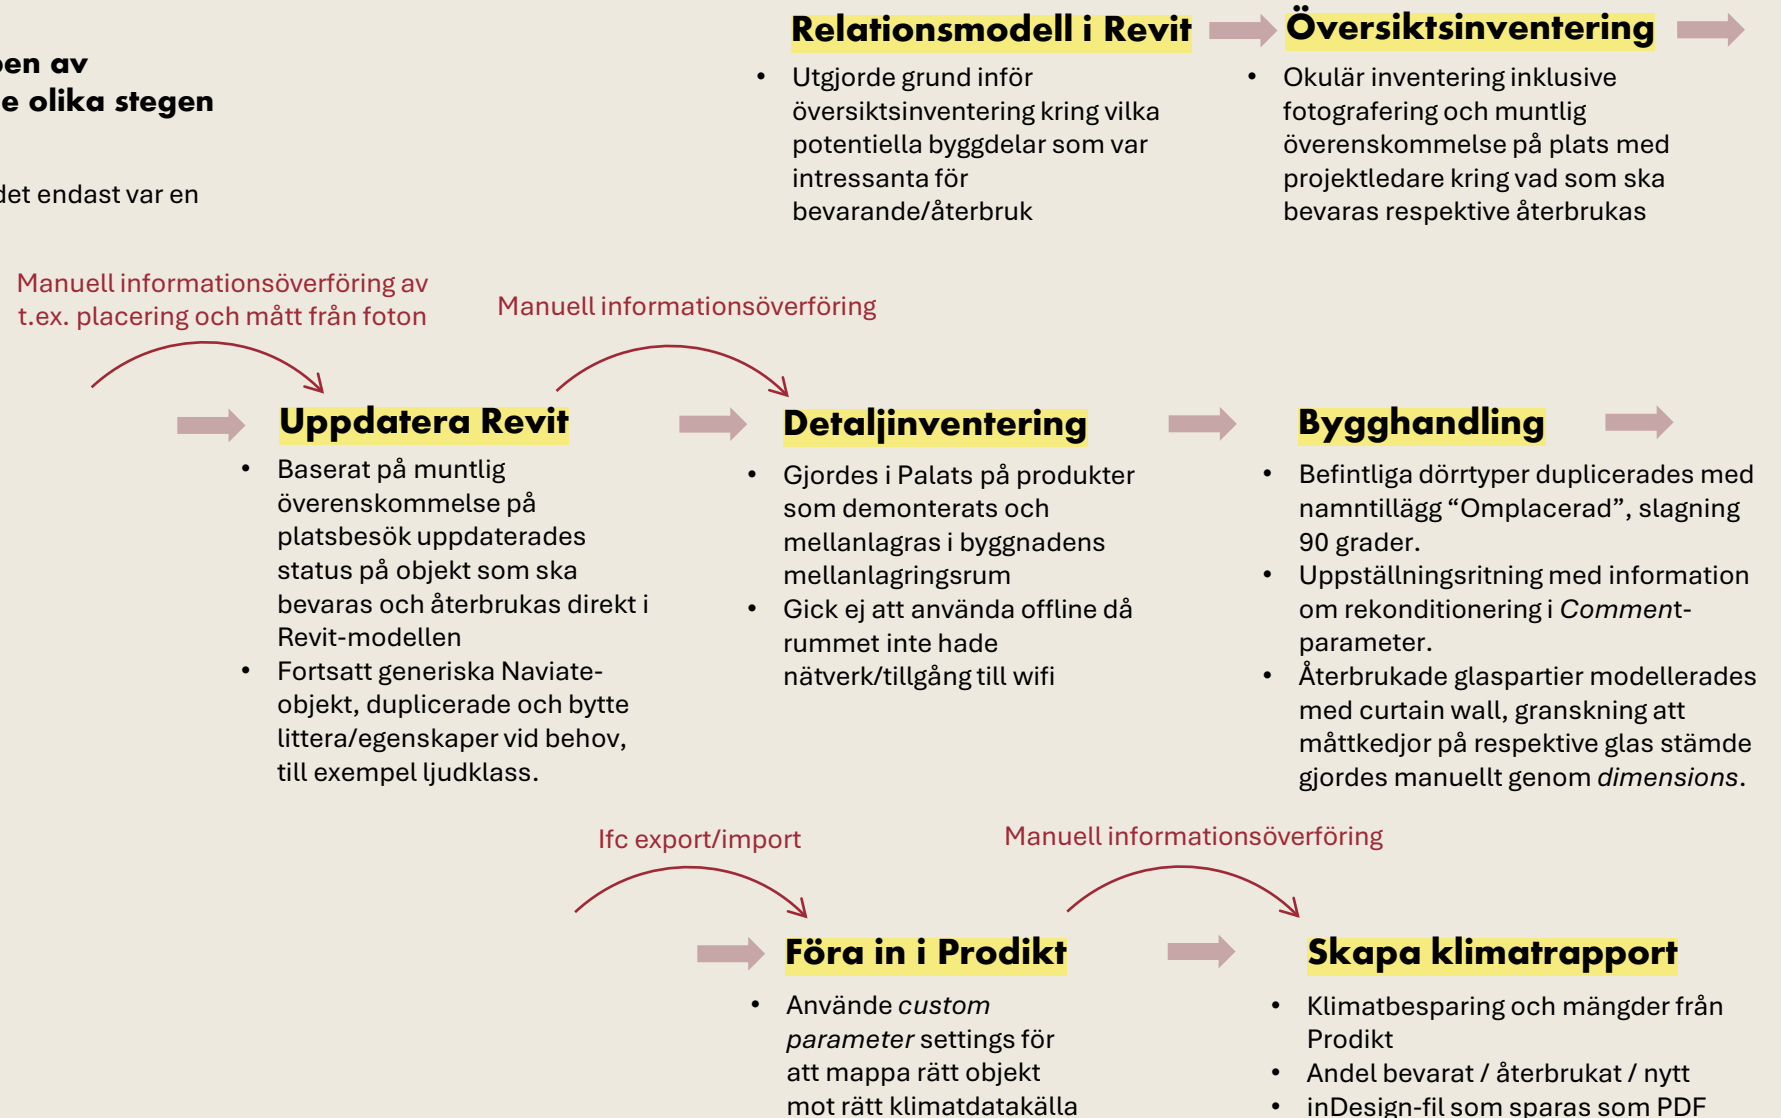 av
e olika stegen
det endast var en
Relationsmodell i Revit
• Utgjorde grund inför
översiktsinventering kring vilka
potentiella byggdelar som var
intressanta för
bevarande/återbruk
Översiktsinventering
• Okulär inventering inklusive
fotografering och muntlig
överenskommelse på plats med
projektledare kring vad som ska
bevaras respektive återbrukas
Manuell informationsöverföring av
t.ex. placering och mått från foton
Manuell informationsöverföring
Uppdatera Revit
• Baserat på muntlig
överenskommelse på
platsbesök uppdaterades
status på objekt som ska
bevaras och återbrukas direkt i
Revit-modellen
• Fortsatt generiska Naviate-
objekt, duplicerade och bytte
littera/egenskaper vid behov,
till exempel ljudklass.
Detaljinventering
• Gjordes i Palats på produkter
som demonterats och
mellanlagras i byggnadens
mellanlagringsrum
• Gick ej att använda offline då
rummet inte hade
nätverk/tillgång till wifi
Bygghandling
• Befintliga dörrtyper duplicerades med
namntillägg “Omplacerad”, slagning
90 grader.
• Uppställningsritning med information
om rekonditionering i Comment-
parameter.
• Återbrukade glaspartier modellerades
med curtain wall, granskning att
måttkedjor på respektive glas stämde
gjordes manuellt genom dimensions.
Ifc export/import
Manuell informationsöverföring
Föra in i Prodikt
• Använde custom
parameter settings för
att mappa rätt objekt
mot rätt klimatdatakälla
Skapa klimatrapport
• Klimatbesparing och mängder från
Prodikt
• Andel bevarat / återbrukat / nytt
• inDesign-fil som sparas som PDF